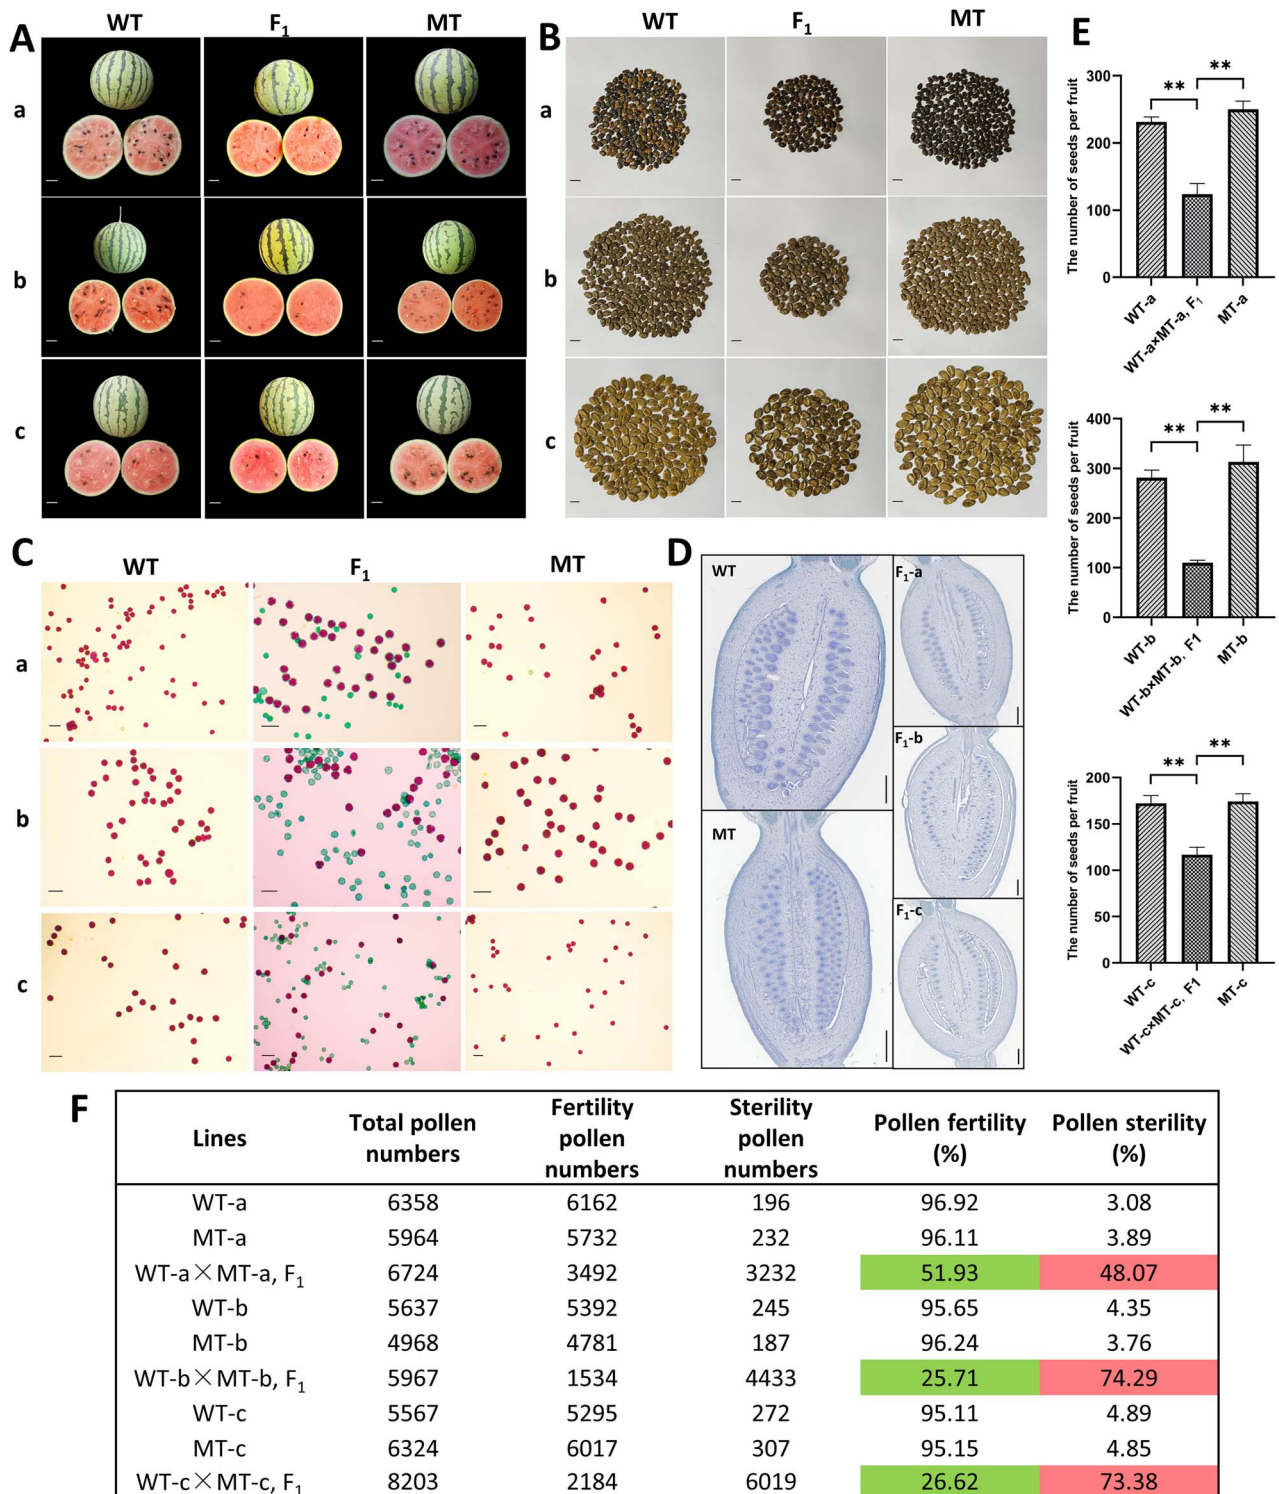 A
WT
F1
MT
a
b
c
B
WT
F1
MT
a
b
c
C
WT
F1
MT
a
b
c
D
WT
MT
F1-a
F1-b
F1-c
E
The number of seeds per fruit
300
200
100
0
**
**
WT-a
WT-a×MT-a, F1
MT-a
The number of seeds per fruit
400
300
200
100
0
**
**
WT-b
WT-b×MT-b, F1
MT-b
The number of seeds per fruit
200
150
100
50
0
**
**
WT-c
WT-c×MT-c, F1
MT-c
F
Lines Total pollen numbers Fertility pollen numbers Sterility pollen numbers Pollen fertility (%) Pollen sterility (%)
WT-a 6358 6162 196 96.92 3.08
MT-a 5964 5732 232 96.11 3.89
WT-a×MT-a, F1 6724 3492 3232 51.93 48.07
WT-b 5637 5392 245 95.65 4.35
MT-b 4968 4781 187 96.24 3.76
WT-b×MT-b, F1 5967 1534 4433 25.71 74.29
WT-c 5567 5295 272 95.11 4.89
MT-c 6324 6017 307 95.15 4.85
WT-c×MT-c, F1 8203 2184 6019 26.62 73.38